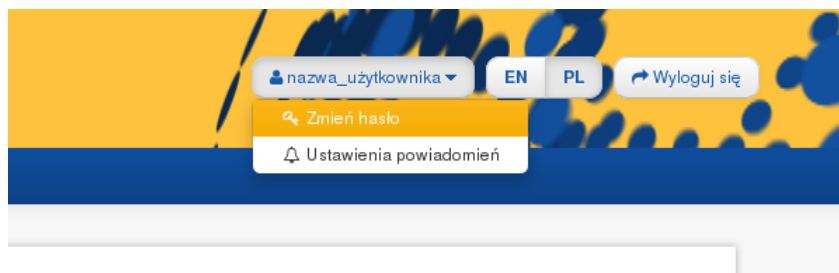 nazwa_użytkownika EN PL Wyloguj się
Zmień hasło
Ustawienia powiadomień